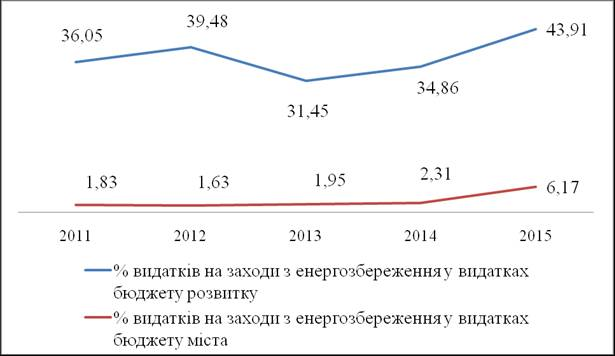 36,05
39,48
31,45
34,86
43,91
1,83
1,63
1,95
2,31
6,17
2011 2012 2013 2014 2015
% видатків на заходи з енергозбереження у видатках
бюджету розвитку
% видатків на заходи з енергозбереження у видатках
бюджету міста